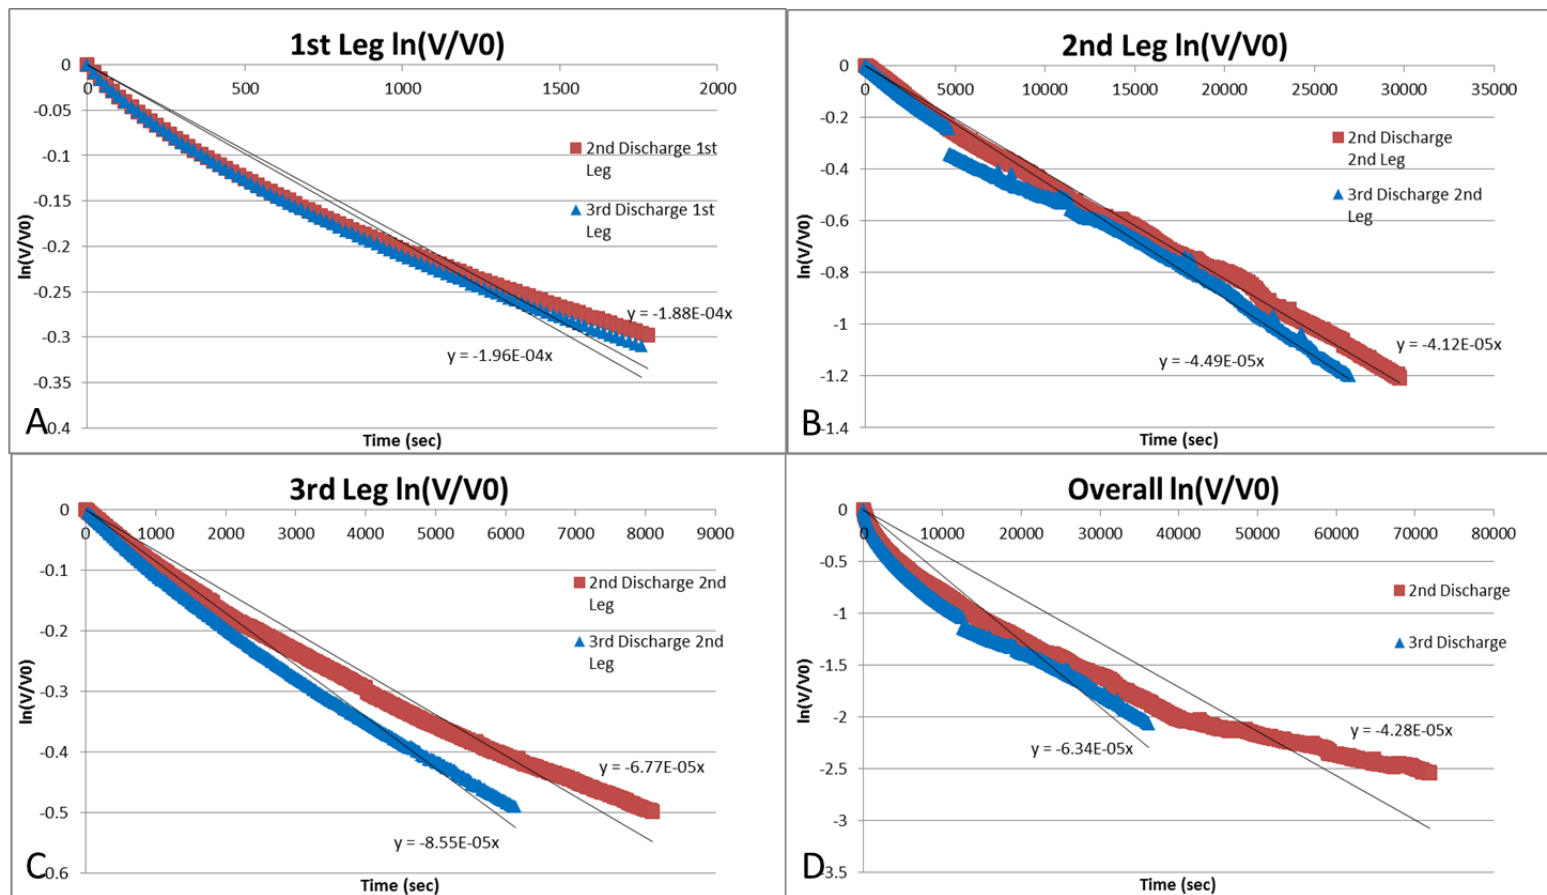 1st Leg ln(V/V0)
0
0 500 1000 1500 2000
-0.05
-0.1
-0.15
-0.2
-0.25
-0.3
-0.35
0.4
ln(V/V0)
2nd Discharge 1st
Leg
3rd Discharge 1st
Leg
y = -1.88E-04x
y = -1.96E-04x
A
Time (sec)
2nd Leg ln(V/V0)
0
0 5000 10000 15000 20000 25000 30000 35000
-0.2
-0.4
-0.6
-0.8
-1
-1.2
-1.4
ln(V/V0)
2nd Discharge
2nd Leg
3rd Discharge 2nd
Leg
y = -4.12E-05x
y = -4.49E-05x
B
Time (sec)
3rd Leg ln(V/V0)
0
0 1000 2000 3000 4000 5000 6000 7000 8000 9000
-0.1
-0.2
-0.3
-0.4
-0.5
0.6
ln(V/V0)
2nd Discharge 2nd
Leg
3rd Discharge 2nd
Leg
y = -6.77E-05x
y = -8.55E-05x
C
Time (sec)
Overall ln(V/V0)
0
0 10000 20000 30000 40000 50000 60000 70000 80000
-0.5
-1
-1.5
-2
-2.5
-3
-3.5
ln(V/V0)
2nd Discharge
3rd Discharge
y = -4.28E-05x
y = -6.34E-05x
D
Time (sec)